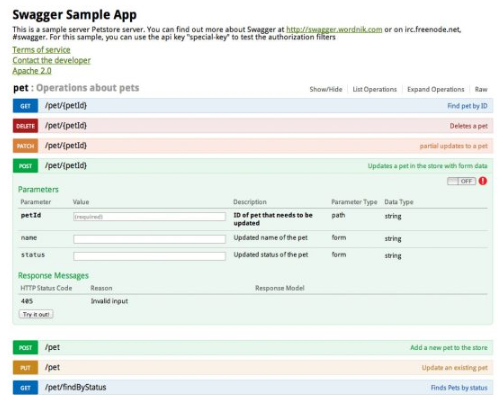 Swagger Sample App
This is a sample server Petstore server. You can find out more about Swagger at http://swagger.wordnik.com or on irc.freenode.net,
#swagger. For this sample, you can use the api key "special-key" to test the authorization filters
Terms of service
Contact the developer
Apache 2.0
pet : Operations about pets Show/Hide List Operations Expand Operations Raw
GET /pet/{petId} Find pet by ID
DELETE /pet/{petId} Deletes a pet
PATCH /pet/{petId} partial updates to a pet
POST /pet/{petId} Updates a pet in the store with form data
OFF !
Parameters
Parameter Value Description Parameter Type Data Type
petId (required) ID of pet that needs to be updated path string
name Updated name of the pet form string
status Updated status of the pet form string
Response Messages
HTTP Status Code Reason Response Model
405 Invalid input
Try it out!
POST /pet Add a new pet to the store
PUT /pet Update an existing pet
GET /pet/findByStatus Finds Pets by status